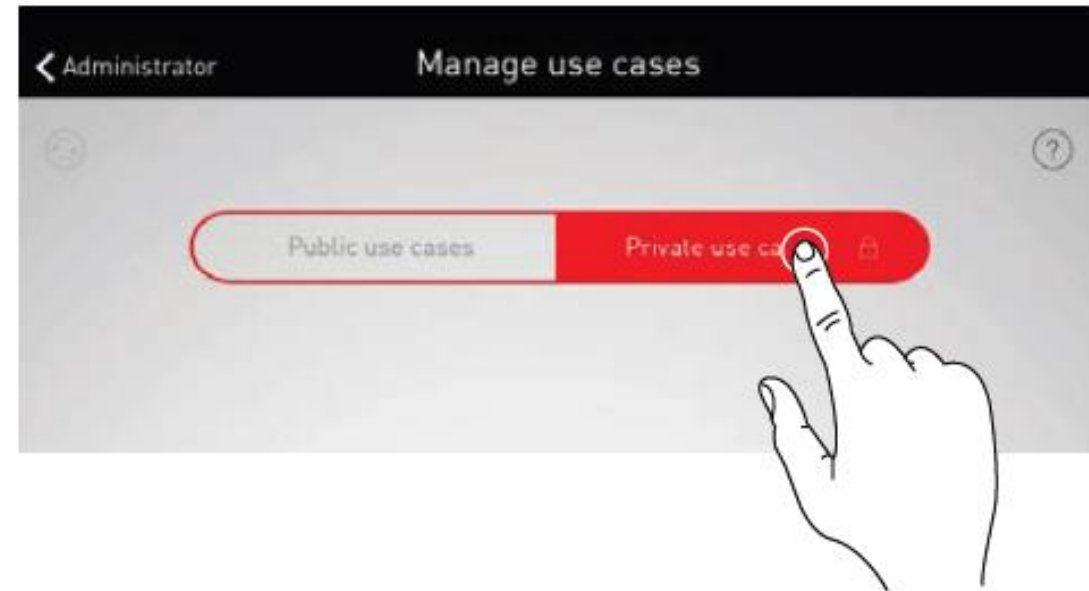 Administrator
Manage use cases
?
Public use cases
Private use ca